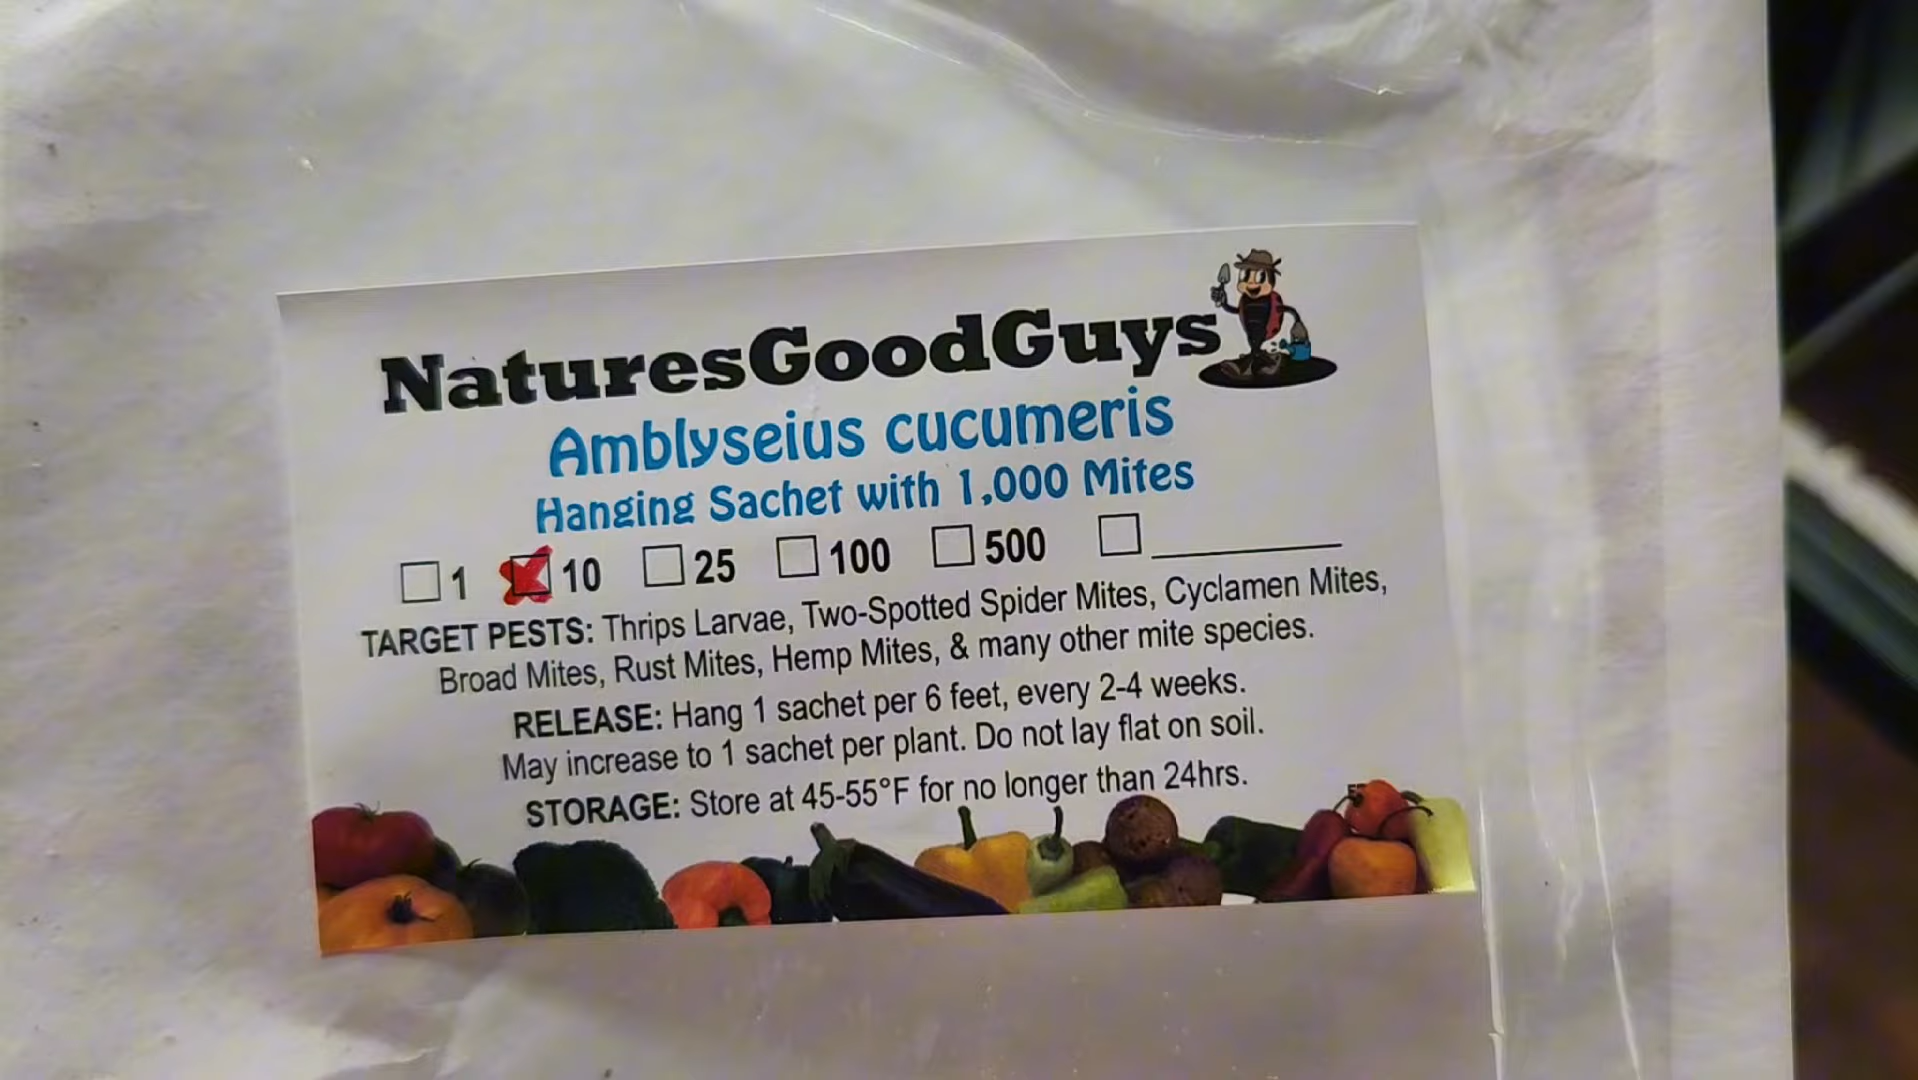 NaturesGoodGuys
Amblyseius cucumeris
Hanging Sachet with 1,000 Mites
1 10 25 100 500
TARGET PESTS: Thrips Larvae, Two-Spotted Spider Mites, Cyclamen Mites,
Broad Mites, Rust Mites, Hemp Mites, & many other mite species.
RELEASE: Hang 1 sachet per 6 feet, every 2-4 weeks.
May increase to 1 sachet per plant. Do not lay flat on soil.
STORAGE: Store at 45-55°F for no longer than 24hrs.